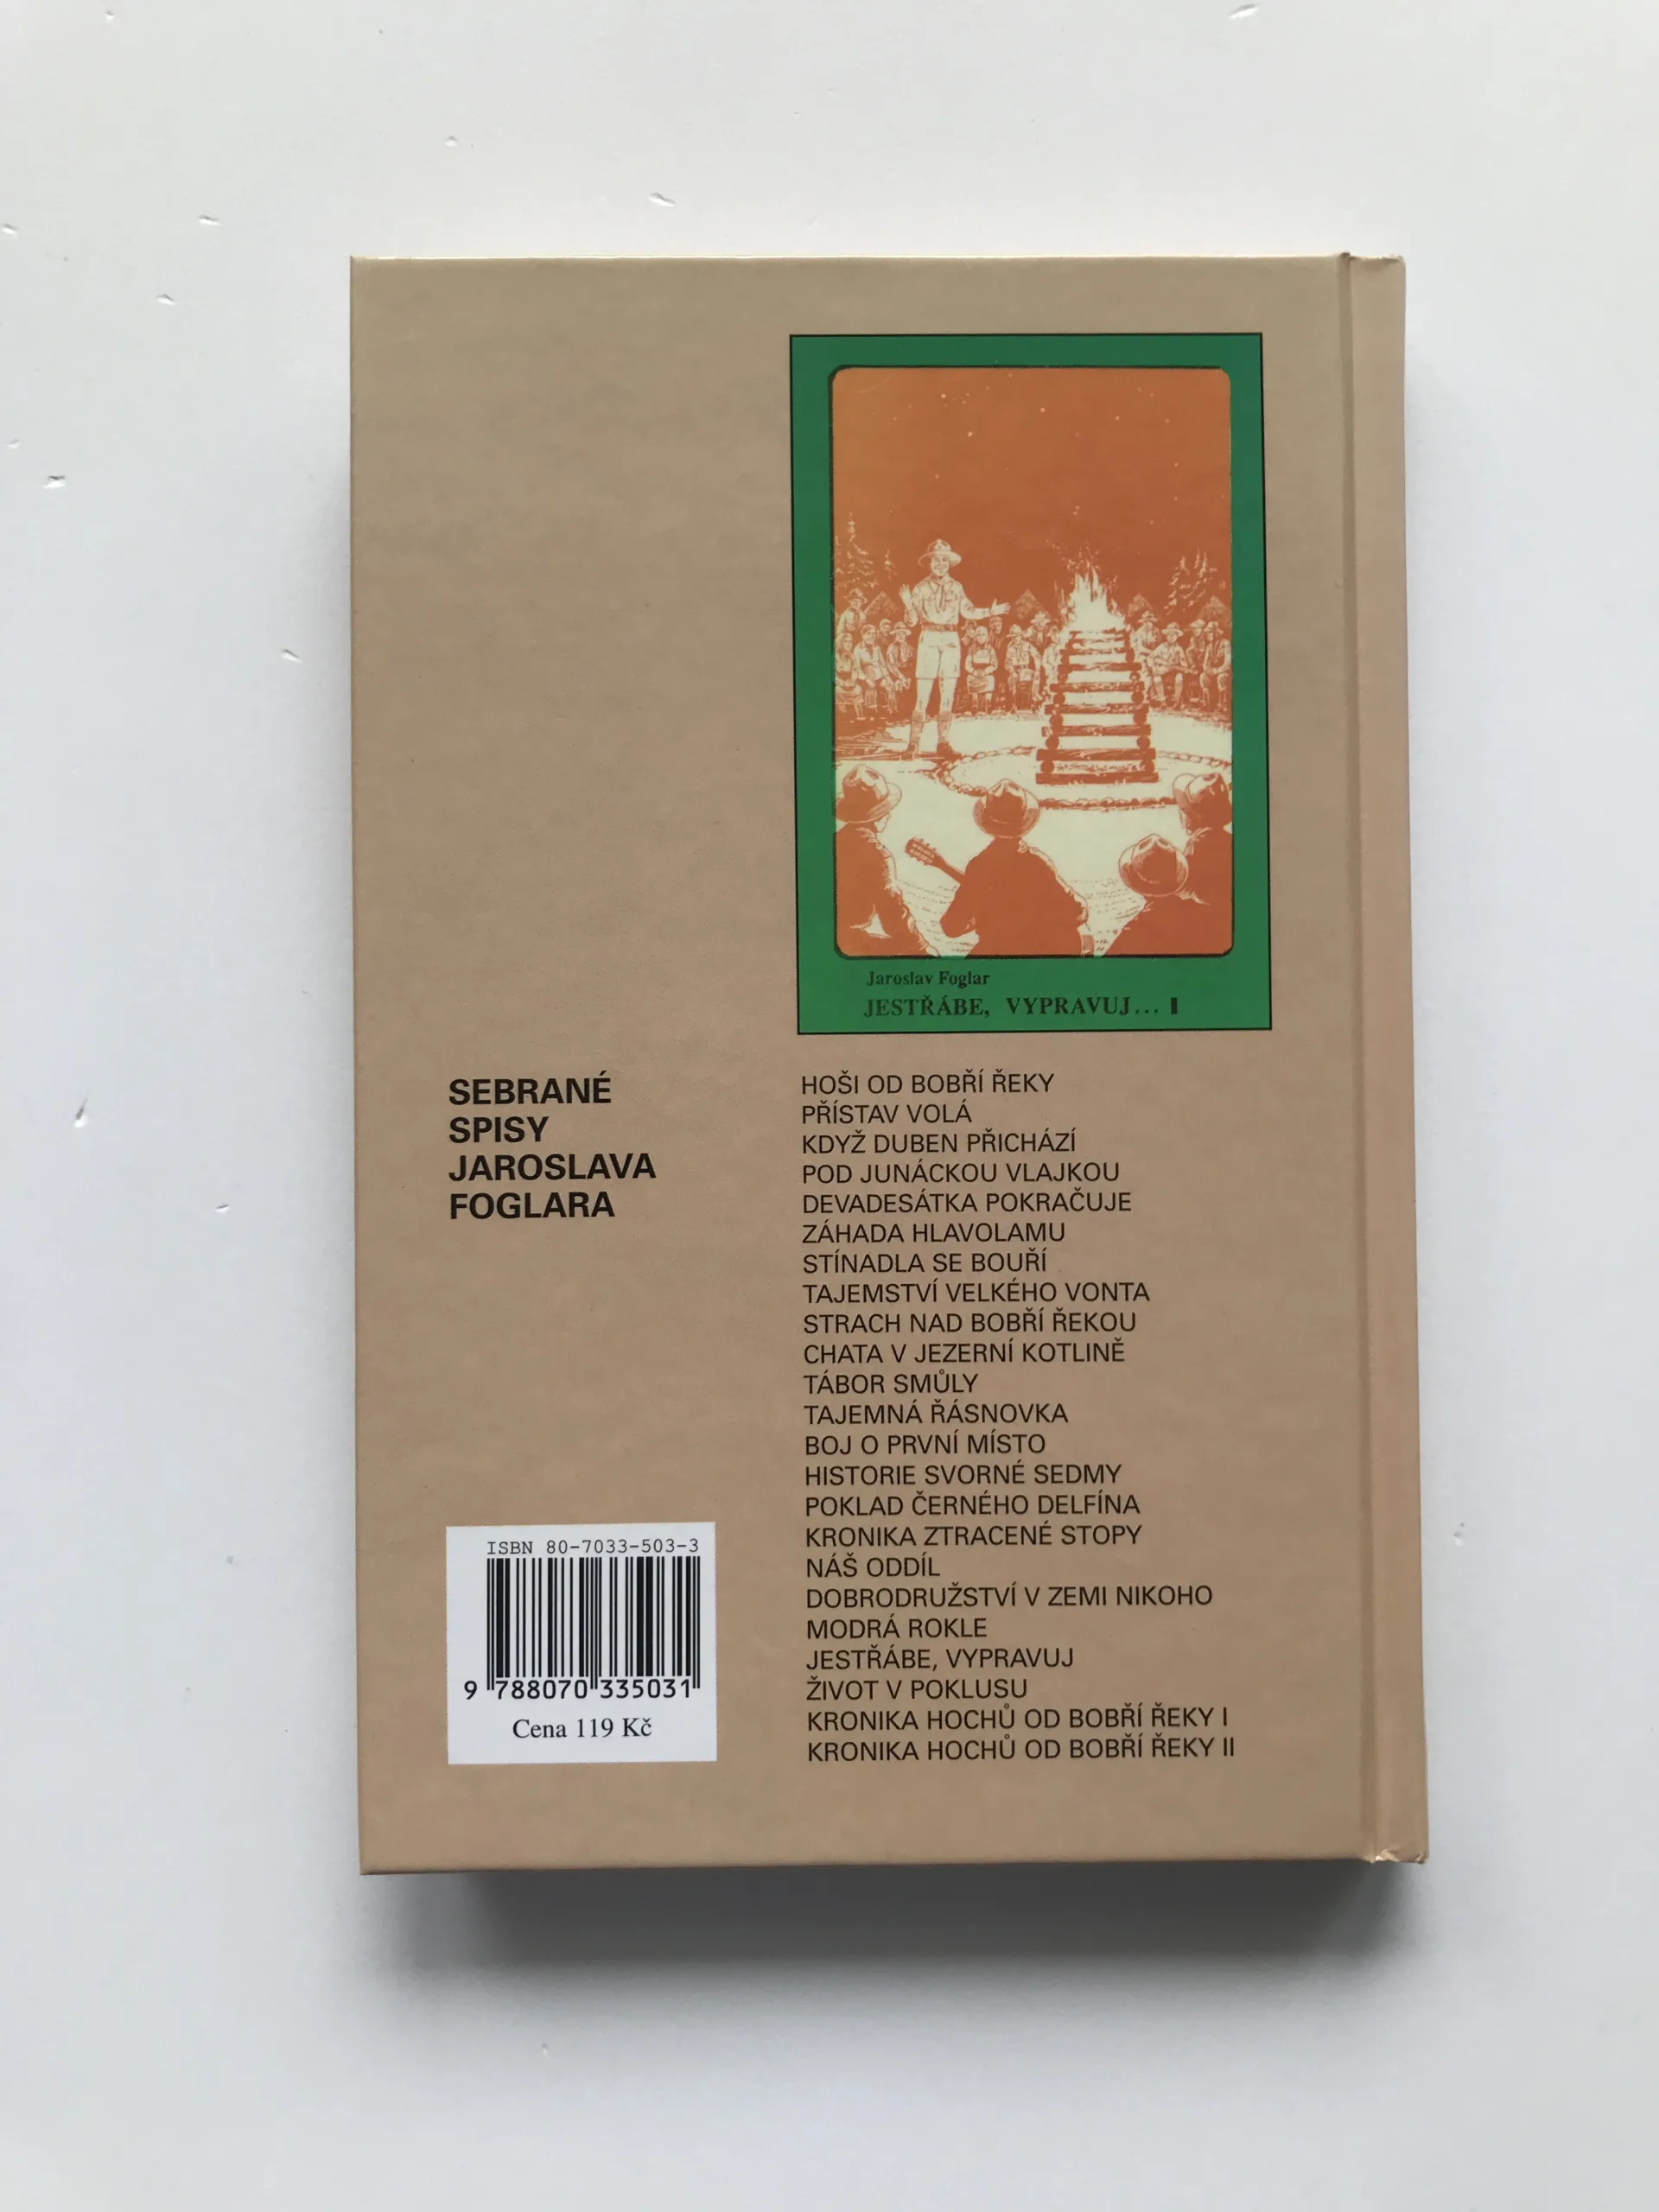 Jaroslav Foglar
JESTŘÁBE, VYPRAVUJ... I
SEBRANÉ
SPISY
JAROSLAVA
FOGLARA
HOŠI OD BOBŘÍ ŘEKY
PŘÍSTAV VOLÁ
KDYŽ DUBEN PŘICHÁZÍ
POD JUNÁCKOU VLAJKOU
DEVADESÁTKA POKRAČUJE
ZÁHADA HLAVOLAMU
STÍNADLA SE BOUŘÍ
TAJEMSTVÍ VELKÉHO VONTA
STRACH NAD BOBŘÍ ŘEKOU
CHATA V JEZERNÍ KOTLINĚ
TÁBOR SMŮLY
TAJEMNÁ ŘÁSNOVKA
BOJ O PRVNÍ MÍSTO
HISTORIE SVORNÉ SEDMY
POKLAD ČERNÉHO DELFÍNA
KRONIKA ZTRACENÉ STOPY
NÁŠ ODDÍL
DOBRODRUŽSTVÍ V ZEMI NIKOHO
MODRÁ ROKLE
JESTŘÁBE, VYPRAVUJ
ŽIVOT V POKLUSU
KRONIKA HOCHŮ OD BOBŘÍ ŘEKY I
KRONIKA HOCHŮ OD BOBŘÍ ŘEKY II
ISBN 80-7033-503-3
9 788070 335031
Cena 119 Kč